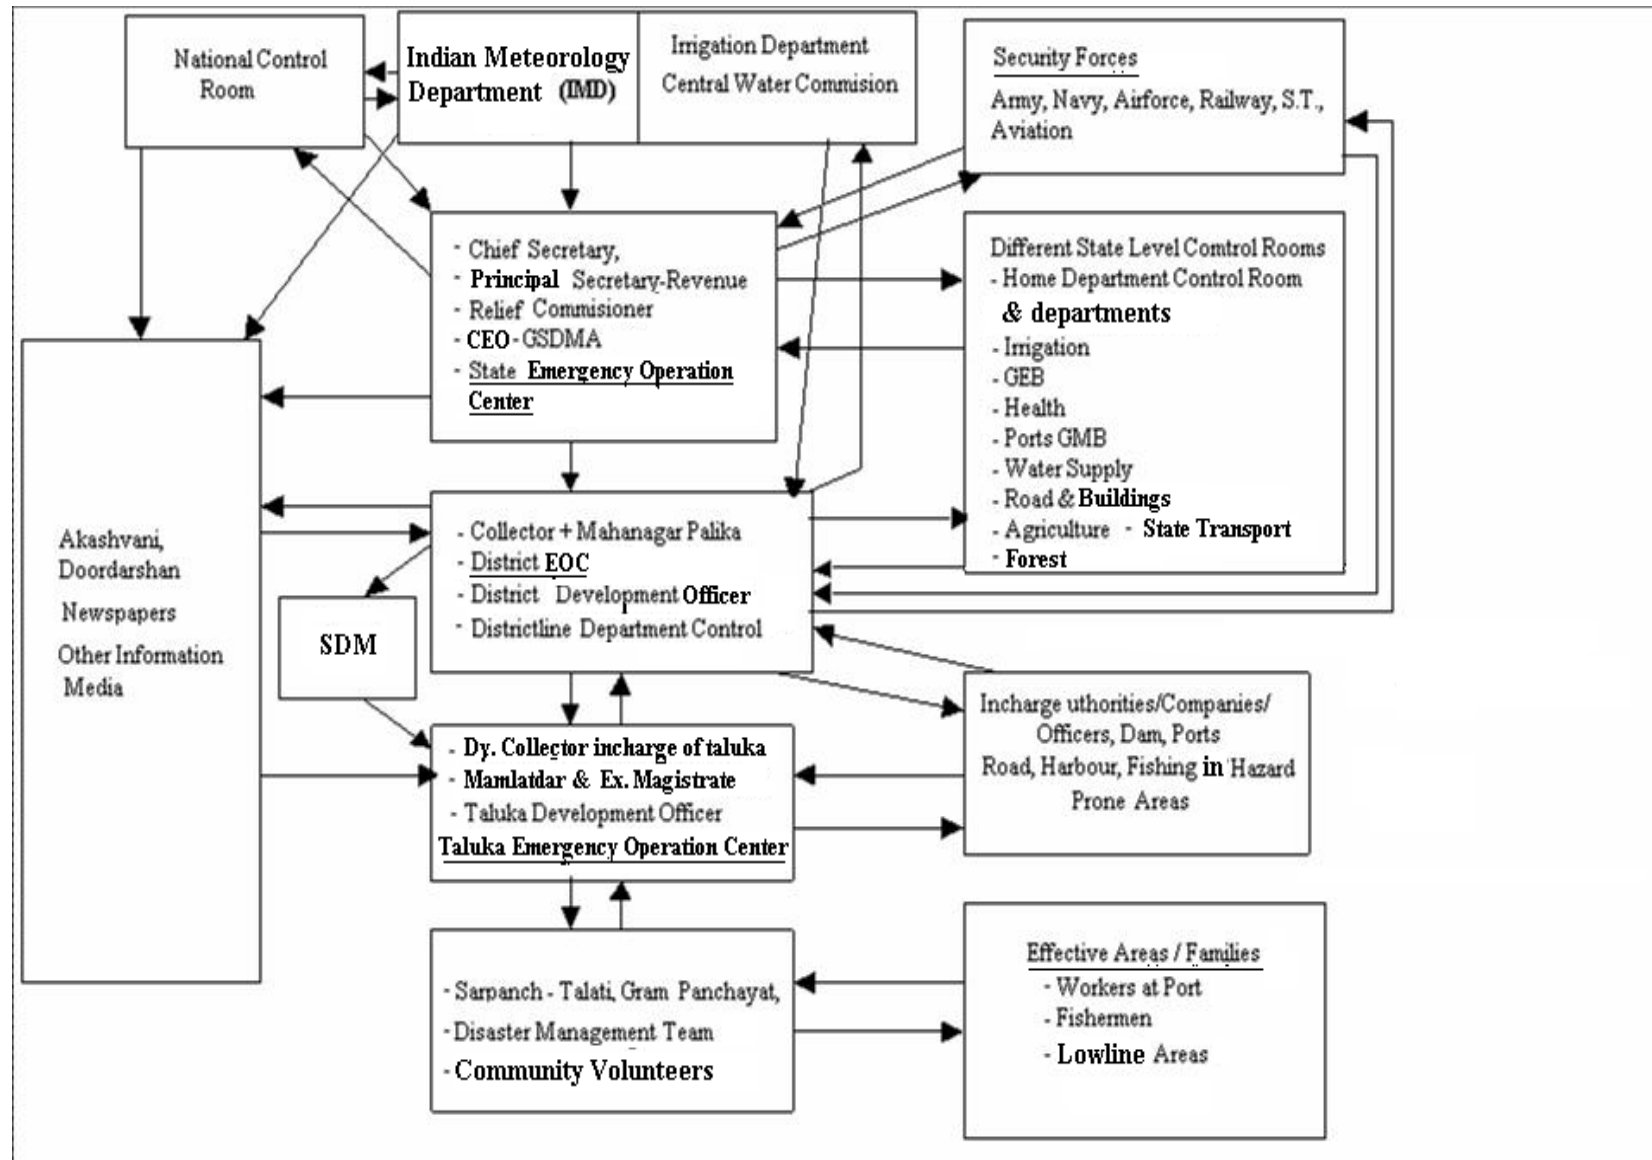 National Control
Room
Indian Meteorology
Department (IMD)
Irrigation Department
Central Water Commision
Security Forces
Army, Navy, Airforce, Railway, S.T.,
Aviation
- Chief Secretary,
- Principal Secretary-Revenue
- Relief Commisioner
- CEO - GSDMA
- State Emergency Operation
Center
Different State Level Comtrol Rooms
- Home Department Control Room
& departments
- Irrigation
- GEB
- Health
- Ports GMB
- Water Supply
- Road & Buildings
- Agriculture - State Transport
- Forest
Akashvani,
Doordarshan
Newspapers
Other Information
Media
- Collector + Mahanagar Palika
- District EOC
- District Development Officer
- Districtline Department Control
SDM
Incharge uthorities/Companies/
Officers, Dam, Ports
Road, Harbour, Fishing in Hazard
Prone Areas
- Dy. Collector incharge of taluka
- Mamlatdar & Ex. Magistrate
- Taluka Development Officer
Taluka Emergency Operation Center
- Sarpanch - Talati, Gram Panchayat,
- Disaster Management Team
- Community Volunteers
Effective Areas / Families
- Workers at Port
- Fishermen
- Lowline Areas